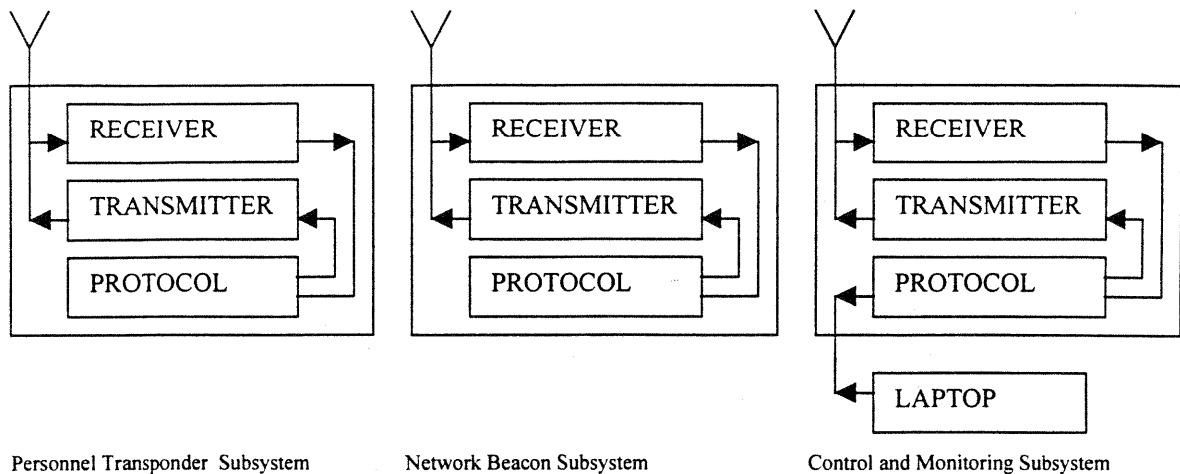 RECEIVER
TRANSMITTER
PROTOCOL
Personnel Transponder Subsystem
RECEIVER
TRANSMITTER
PROTOCOL
Network Beacon Subsystem
RECEIVER
TRANSMITTER
PROTOCOL
LAPTOP
Control and Monitoring Subsystem